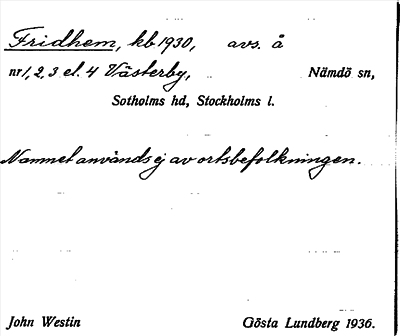 Fridhem, kb 1930, avs. å
nr 1, 2, 3 el. 4 Västerby, Nämdö sn,
Sotholms hd, Stockholms l.
Namnet används ej av ortsbefolkningen.
John Westin Gösta Lundberg 1936.